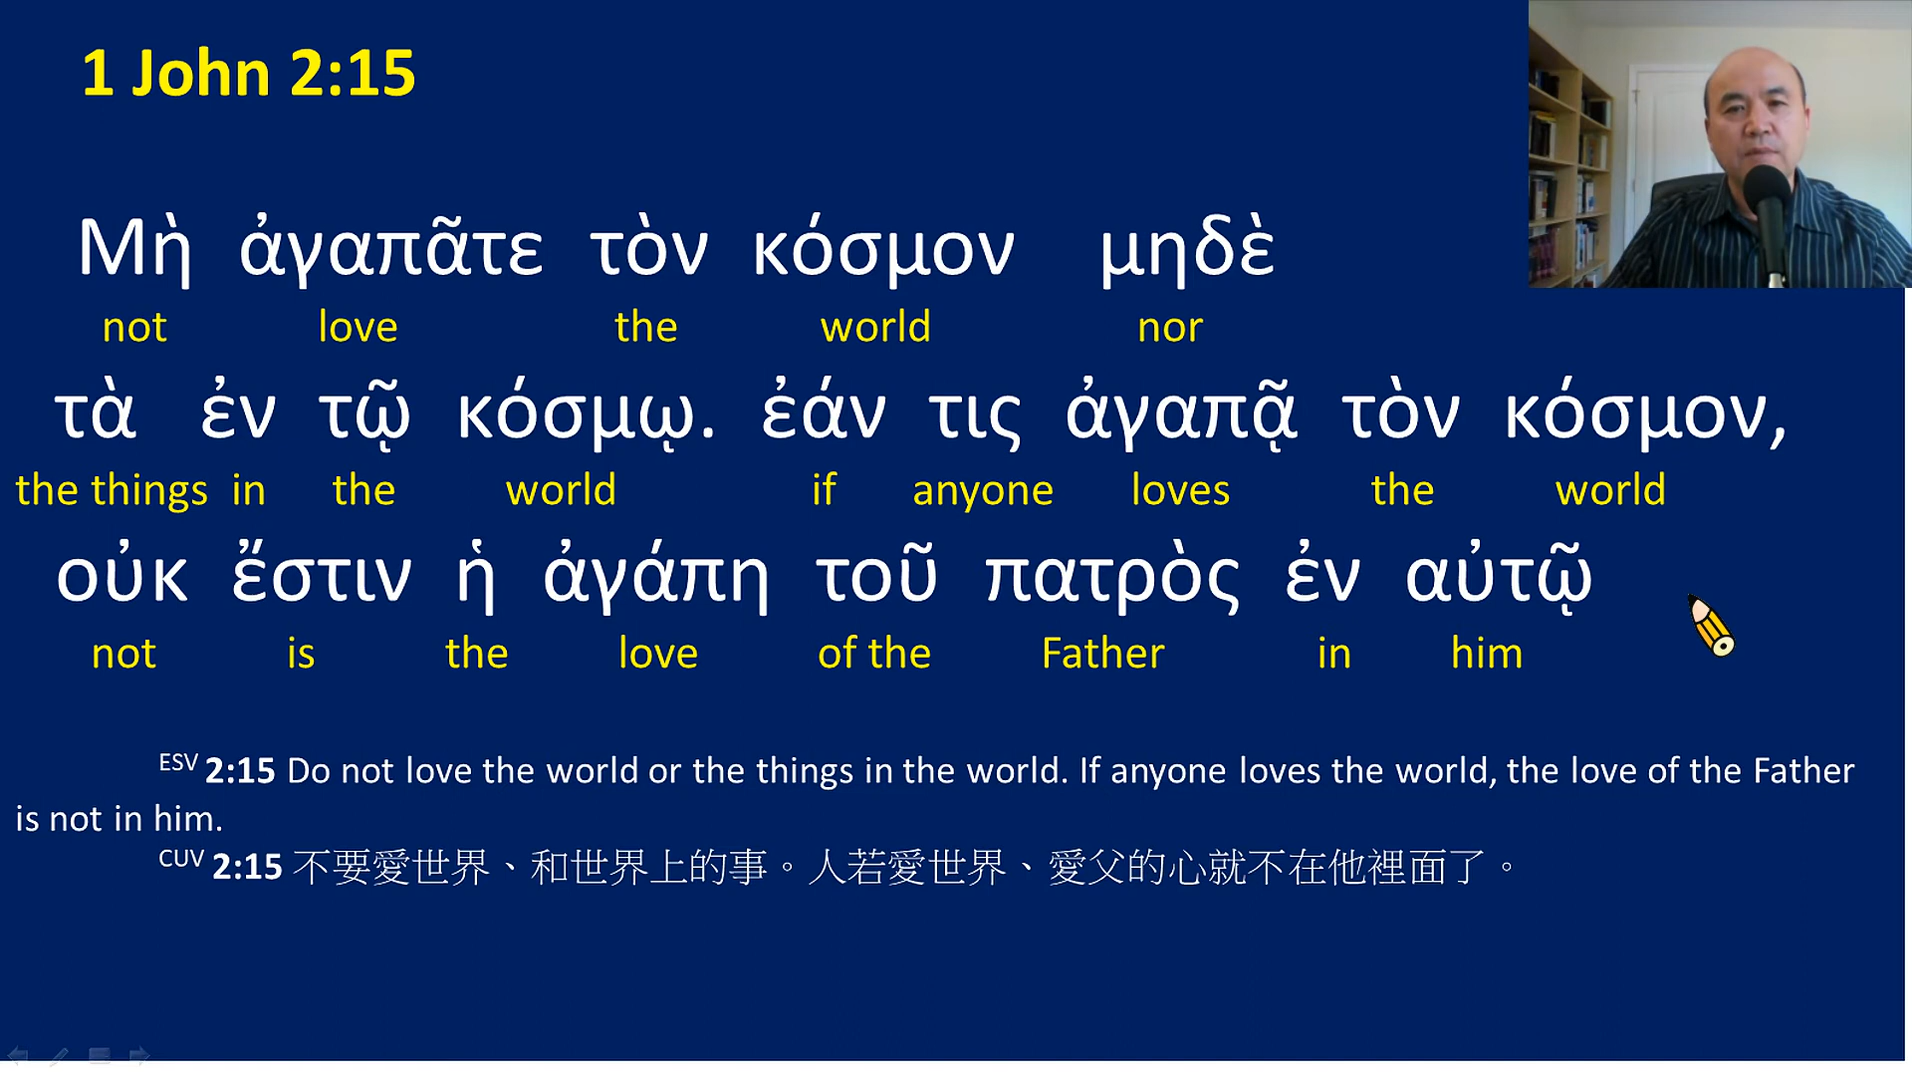 1 John 2:15
Μὴ ἀγαπᾶτε τὸν κόσμον μηδὲ
not love the world nor
τὰ ἐν τῷ κόσμῳ. ἐάν τις ἀγαπᾷ τὸν κόσμον,
the things in the world if anyone loves the world
οὐκ ἔστιν ἡ ἀγάπη τοῦ πατρὸς ἐν αὐτῷ
not is the love of the Father in him
ESV 2:15 Do not love the world or the things in the world. If anyone loves the world, the love of the Father
is not in him.
CUV 2:15 不要愛世界、和世界上的事。人若愛世界、愛父的心就不在他裡面了。